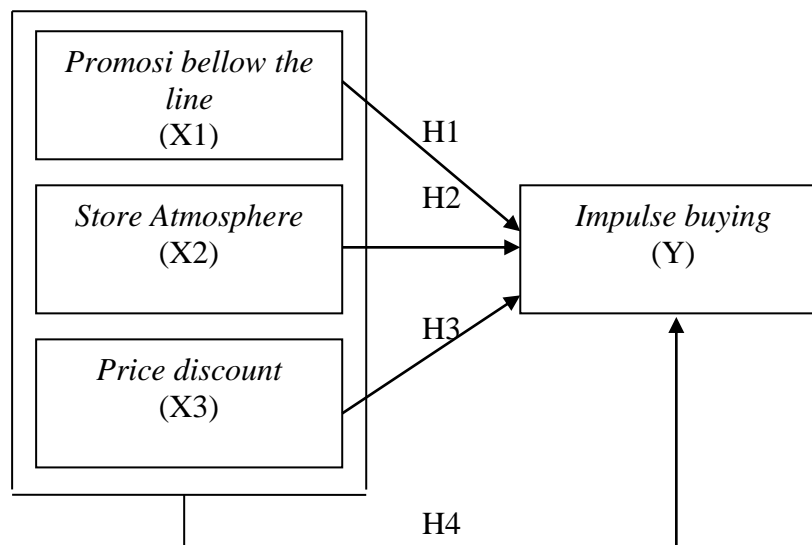 Promosi bellow the
line
(X1)
H1
H2
Store Atmosphere
(X2)
Impulse buying
(Y)
H3
Price discount
(X3)
H4